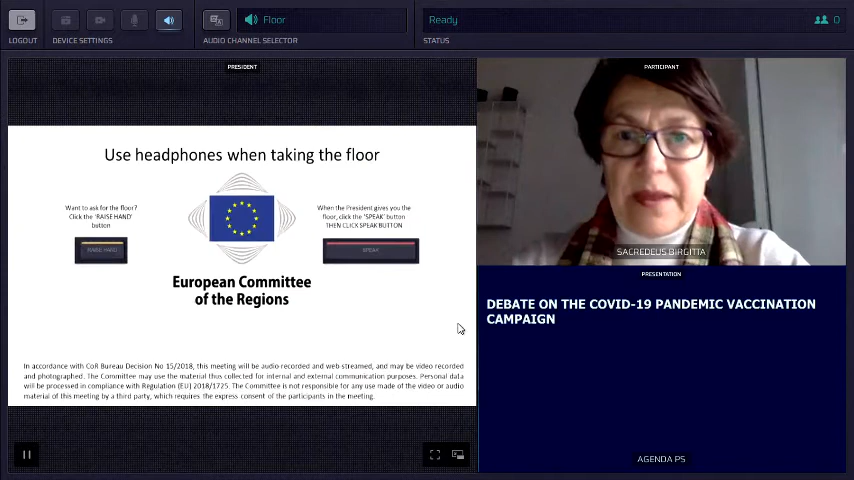 Floor
Ready
0
LOGOUT
DEVICE SETTINGS
AUDIO CHANNEL SELECTOR
STATUS
PRESIDENT
PARTICIPANT
Use headphones when taking the floor
Want to ask for the floor?
Click the 'RAISE HAND'
button
RAISE HAND
When the President gives you the
floor, click the 'SPEAK' button
THEN CLICK SPEAK BUTTON
SPEAK
European Committee
of the Regions
In accordance with CoR Bureau Decision No 15/2018, this meeting will be audio recorded and web streamed, and may be video recorded
and photographed. The Committee may use the material thus collected for internal and external communication purposes. Personal data
will be processed in compliance with Regulation (EU) 2018/1725. The Committee is not responsible for any use made of the video or audio
material of this meeting by a third party, which requires the express consent of the participants in the meeting.
SACREDEUS BIRGITTA
PRESENTATION
DEBATE ON THE COVID-19 PANDEMIC VACCINATION
CAMPAIGN
AGENDA PS